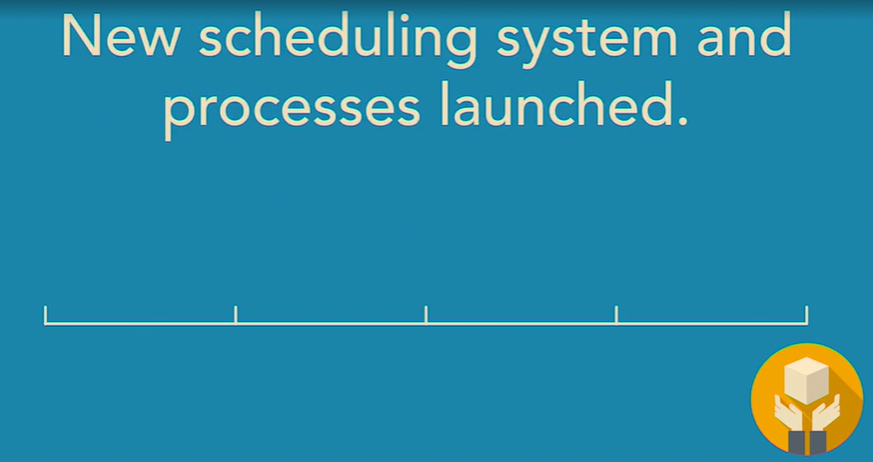 New scheduling system and
processes launched.